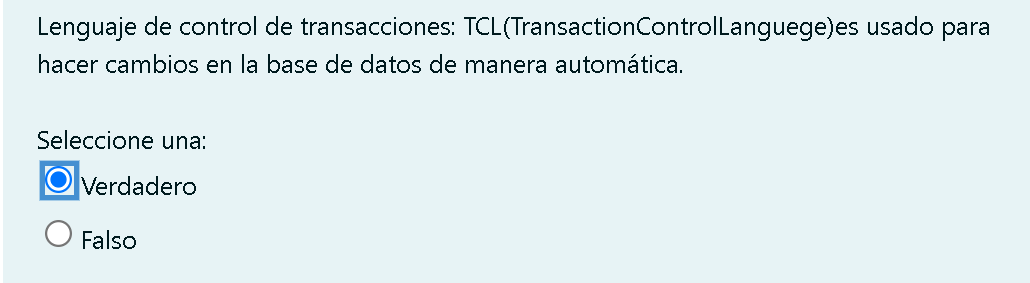 Lenguaje de control de transacciones: TCL(TransactionControlLanguege)es usado para
hacer cambios en la base de datos de manera automática.
Seleccione una:
Verdadero
Falso